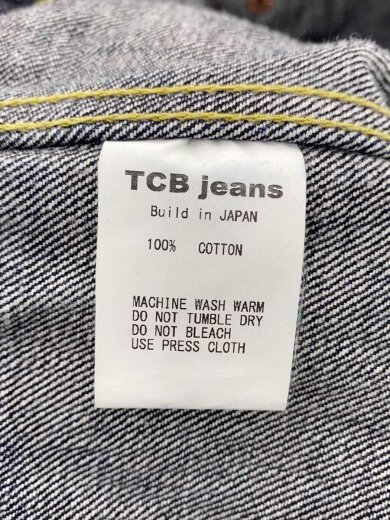 TCB jeans
Build in JAPAN
100% COTTON
MACHINE WASH WARM
DO NOT TUMBLE DRY
DO NOT BLEACH
USE PRESS CLOTH